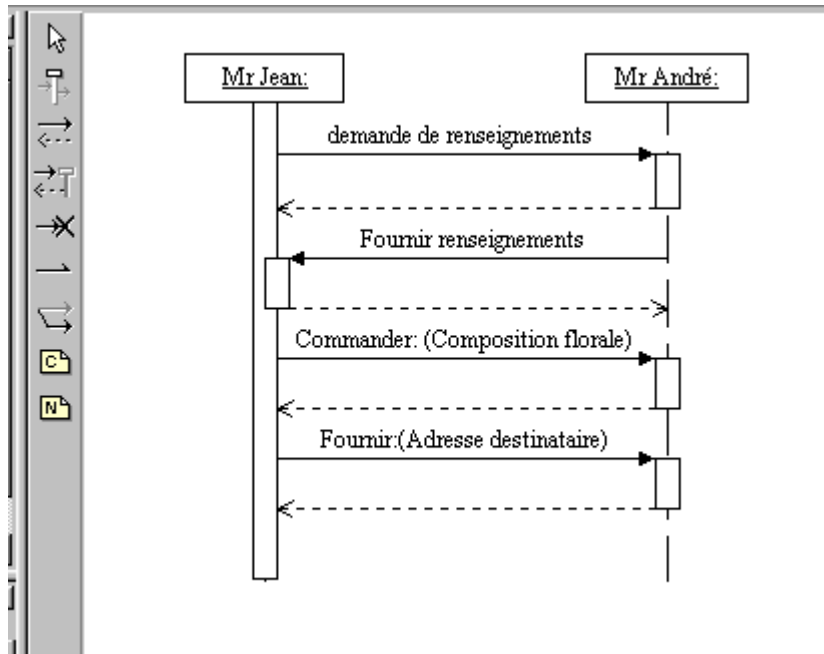 Mr Jean:
Mr André:
demande de renseignements
Fournir renseignements
Commander: (Composition florale)
Fournir:(Adresse destinataire)
C
N